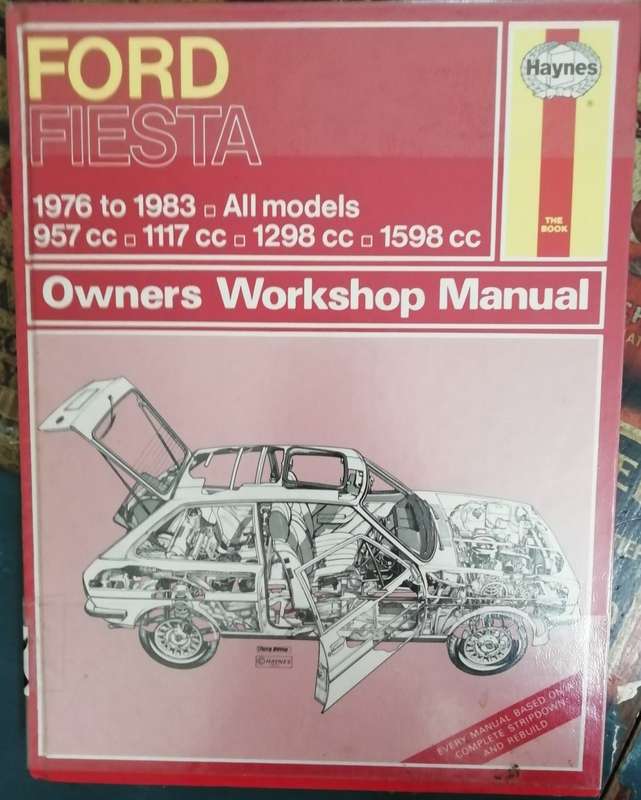 FORD
FIESTA
Haynes
®
1976 to 1983 □ All models
957 cc □ 1117 cc □ 1298 cc □ 1598 cc
THE
BOOK
Owners Workshop Manual
© HAYNES
EVERY MANUAL BASED ON A
COMPLETE STRIPDOWN
AND REBUILD